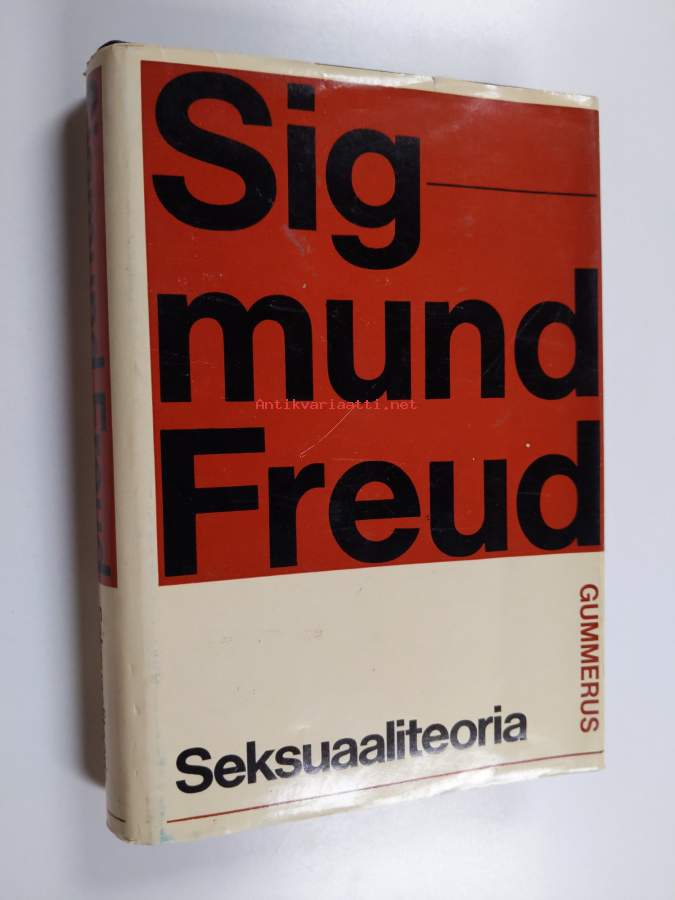 Sig
mund
Freud
Antikvariaatti.net
GUMMERUS
Seksuaaliteoria